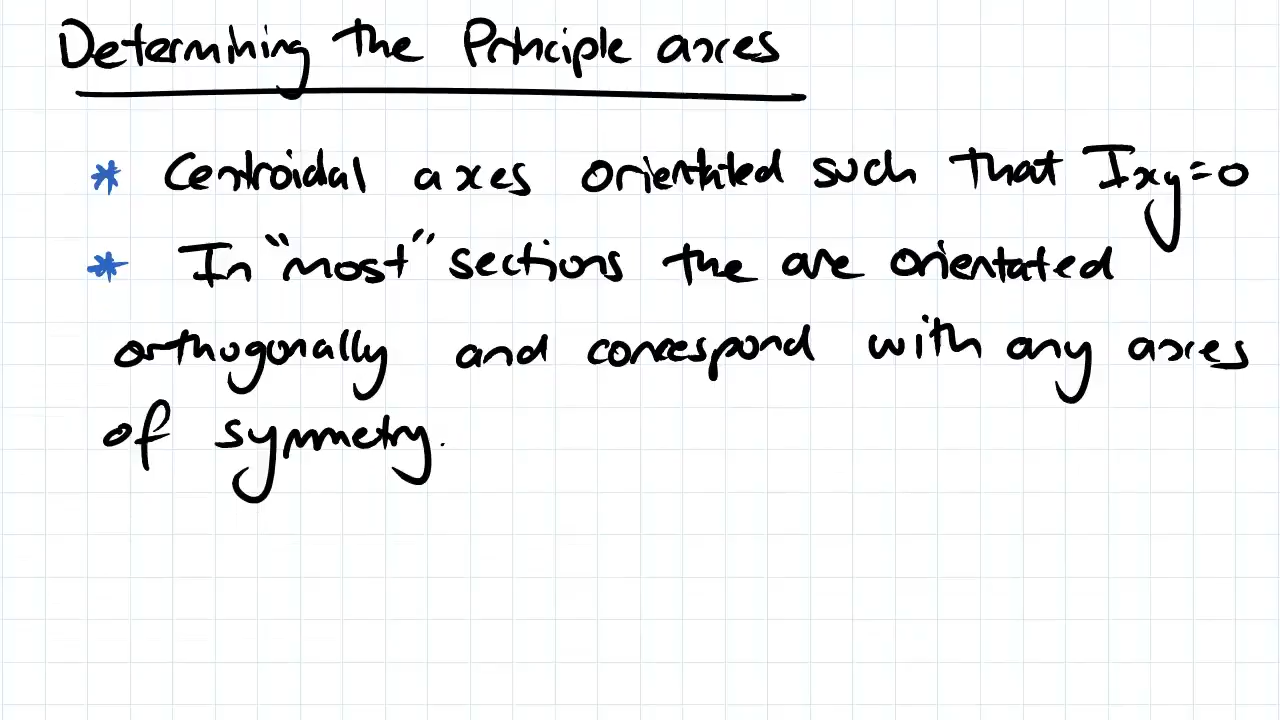 Determining the Principle axes
* Centroidal axes orientated such that Ixy=0
* In "most" sections the are orientated
orthogonally and correspond with any axes
of symmetry.